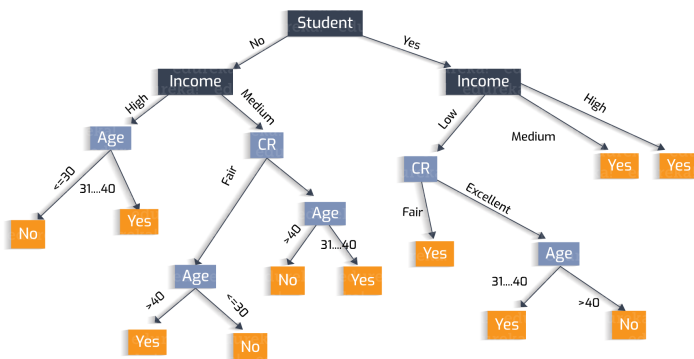 Student
No
Yes
Income
Income
High
Medium
Low
Medium
High
Age
CR
CR
Yes
Yes
<=30
31....40
Fair
Fair
Excellent
No
Yes
Age
Yes
Age
>40
31....40
Age
No
Yes
31....40
>40
>40
<=30
Yes
No
Yes
No